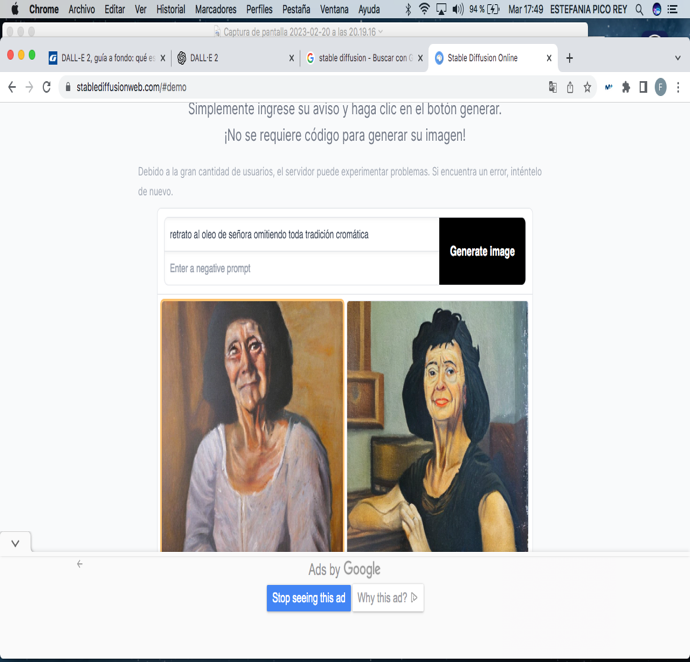 Chrome Archivo Editar Ver Historial Marcadores Perfiles Pestaña Ventana Ayuda 94 % Mar 17:49 ESTEFANIA PICO REY
Captura de pantalla 2023-02-20 a las 20.19.16
DALL-E 2, guía a fondo: qué es DALL·E 2 stable diffusion - Buscar con G Stable Diffusion Online
stablediffusionweb.com/#demo F
Simplemente ingrese su aviso y haga clic en el botón generar.
¡No se requiere código para generar su imagen!
Debido a la gran cantidad de usuarios, el servidor puede experimentar problemas. Si encuentra un error, inténtelo
de nuevo.
retrato al oleo de señora omitiendo toda tradición cromática
Generate image
Enter a negative prompt
Ads by Google
Stop seeing this ad Why this ad?